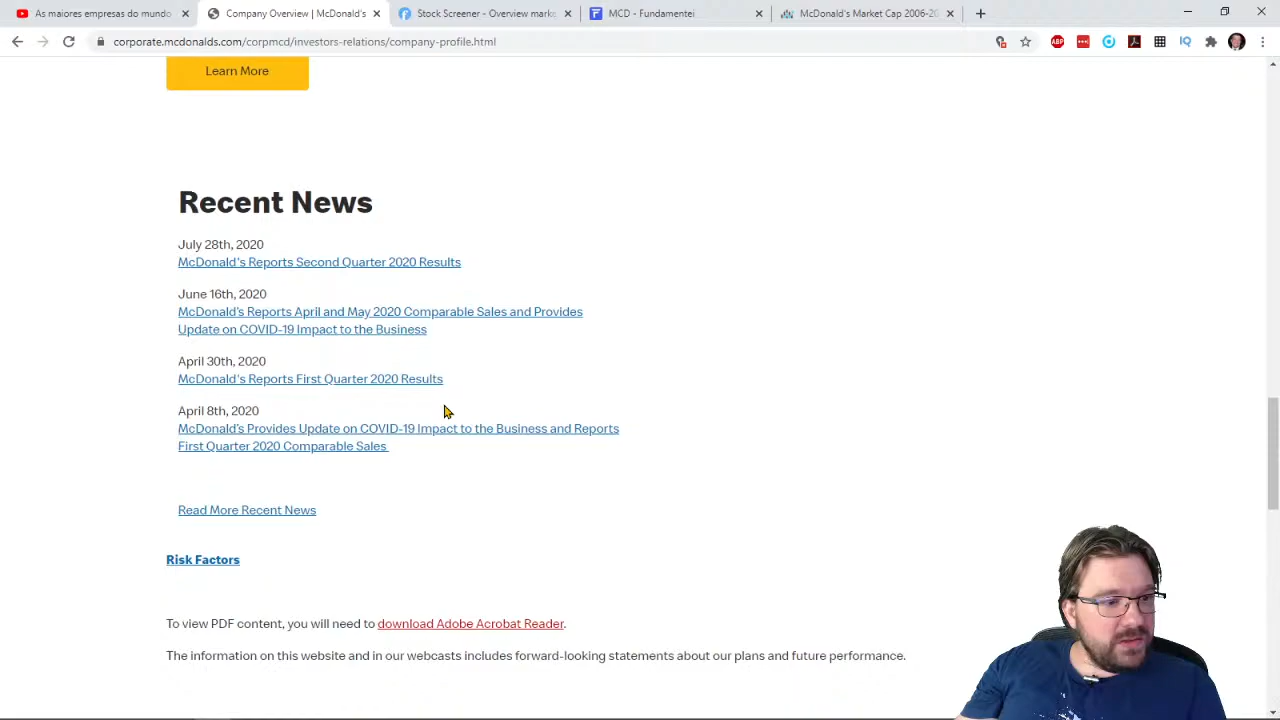 As maiores empresas do mundo
Company Overview | McDonald's
Stock Screener - Overview mark
MCD - Fundamentei
McDonald's Market Cap 2006-20
corporate.mcdonalds.com/corpmcd/investors-relations/company-profile.html
ABP
IQ
Learn More
Recent News
July 28th, 2020
McDonald's Reports Second Quarter 2020 Results
June 16th, 2020
McDonald's Reports April and May 2020 Comparable Sales and Provides
Update on COVID-19 Impact to the Business
April 30th, 2020
McDonald's Reports First Quarter 2020 Results
April 8th, 2020
McDonald's Provides Update on COVID-19 Impact to the Business and Reports
First Quarter 2020 Comparable Sales
Read More Recent News
Risk Factors
To view PDF content, you will need to download Adobe Acrobat Reader.
The information on this website and in our webcasts includes forward-looking statements about our plans and future performance.